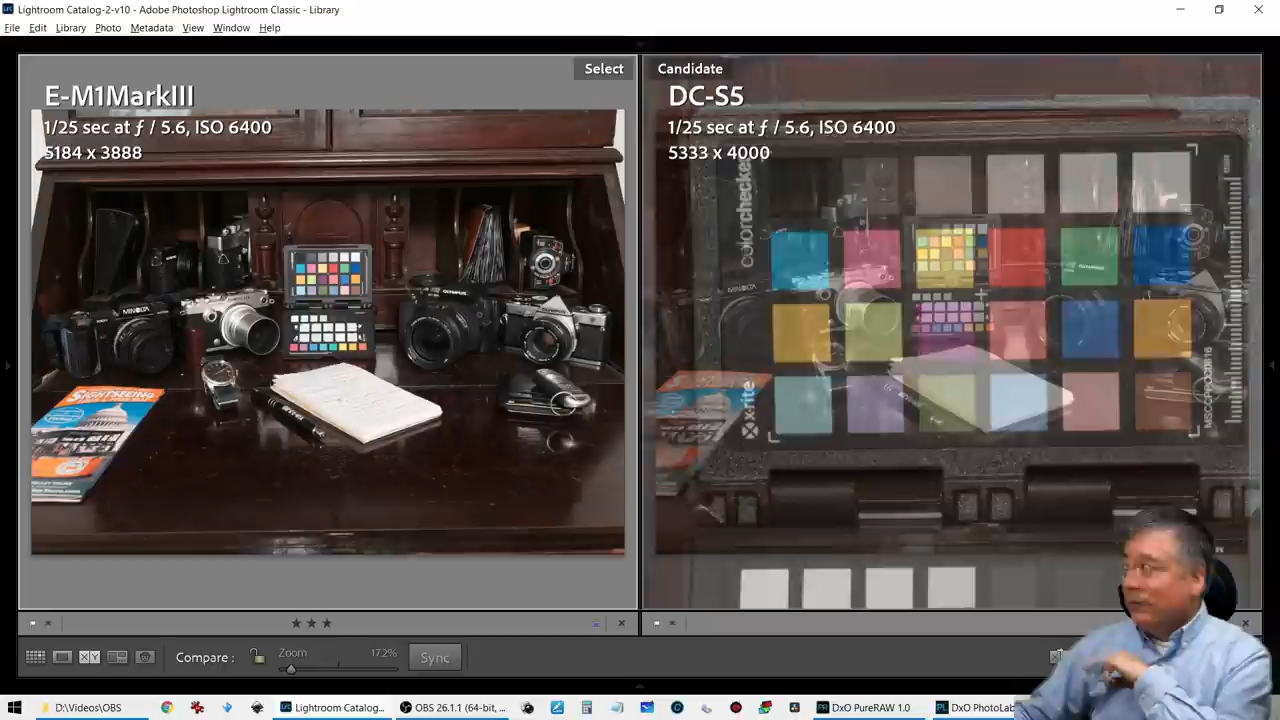 Lightroom Catalog-2-v10 - Adobe Photoshop Lightroom Classic - Library
File Edit Library Photo Metadata View Window Help
Select
E-M1MarkIII
1/25 sec at ƒ / 5.6, ISO 6400
5184 x 3888
Candidate
DC-S5
1/25 sec at ƒ / 5.6, ISO 6400
5333 x 4000
MINOLTA
OLYMPUS
SIGHTSEEING
colorchecker
x-rite
MSCCPPCC0616
Compare : Zoom 17.2% Sync
D:\Videos\OBS
Lightroom Catalog...
OBS 26.1.1 (64-bit, ...
DxO PureRAW 1.0
DxO PhotoLab